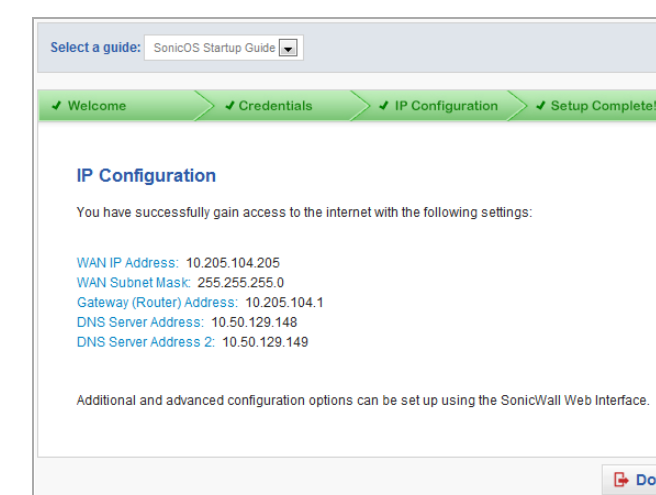 Select a guide: SonicOS Startup Guide
✔ Welcome ✔ Credentials ✔ IP Configuration ✔ Setup Complete!
IP Configuration
You have successfully gain access to the internet with the following settings:
WAN IP Address: 10.205.104.205
WAN Subnet Mask: 255.255.255.0
Gateway (Router) Address: 10.205.104.1
DNS Server Address: 10.50.129.148
DNS Server Address 2: 10.50.129.149
Additional and advanced configuration options can be set up using the SonicWall Web Interface.
Do